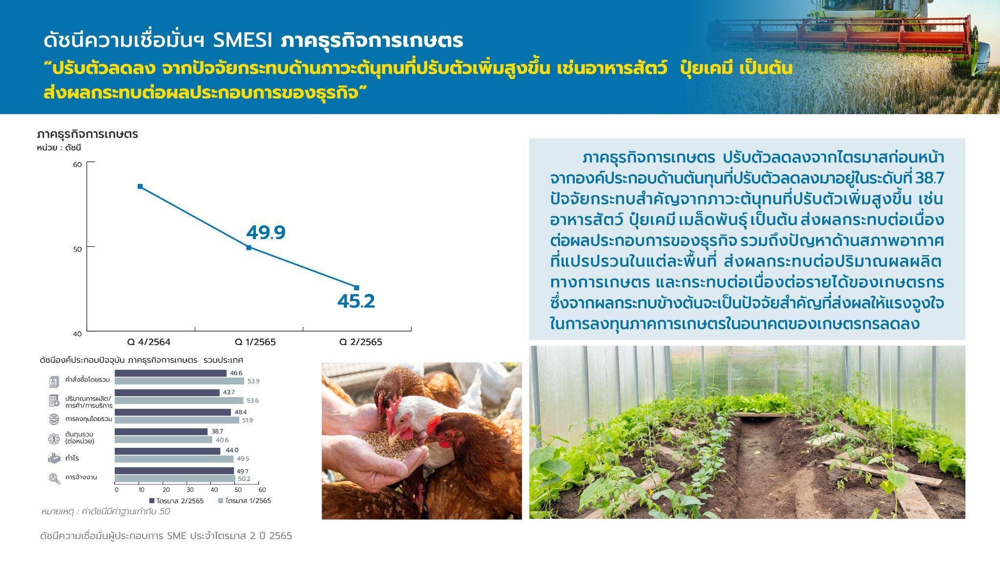 ดัชนีความเชื่อมั่นฯ SMESI ภาคธุรกิจการเกษตร
“ปรับตัวลดลง จากปัจจัยกระทบด้านภาวะต้นุทนที่ปรับตัวเพิ่มสูงขึ้น เช่นอาหารสัตว์ ปุ๋ยเคมี เป็นต้น
ส่งผลกระทบต่อผลประกอบการของธุรกิจ”
ภาคธุรกิจการเกษตร
หน่วย : ดัชนี
60
50
40
49.9
45.2
Q 4/2564 Q 1/2565 Q 2/2565
ภาคธุรกิจการเกษตร ปรับตัวลดลงจากไตรมาสก่อนหน้า
จากองค์ประกอบด้านต้นทุนที่ปรับตัวลดลงมาอยู่ในระดับที่ 38.7
ปัจจัยกระทบสำคัญจากภาวะต้นุทนที่ปรับตัวเพิ่มสูงขึ้น เช่น
อาหารสัตว์ ปุ๋ยเคมี เมล็ดพันธุ์ เป็นต้น ส่งผลกระทบต่อเนื่อง
ต่อผลประกอบการของธุรกิจ รวมถึงปัญหาด้านสภาพอากาศ
ที่แปรปรวนในแต่ละพื้นที่ ส่งผลกระทบต่อปริมาณผลผลิต
ทางการเกษตร และกระทบต่อเนื่องต่อรายได้ของเกษตรกร
ซึ่งจากผลกระทบข้างต้นจะเป็นปัจจัยสำคัญที่ส่งผลให้แรงจูงใจ
ในการลงทุนภาคการเกษตรในอนาคตของเกษตรกรลดลง
ดัชนีองค์ประกอบปัจจุบัน ภาคธุรกิจการเกษตร รวมประเทศ
คำสั่งซื้อโดยรวม 46.6
53.9
ปริมาณการผลิต/ 43.7
การค้า/การบริการ 53.6
การลงทุนโดยรวม 48.4
51.9
ต้นทุนรวม 38.7
(ต่อหน่วย) 40.6
กำไร 44.0
49.5
การจ้างงาน 49.7
50.2
0 10 20 30 40 50 60
ไตรมาส 2/2565 ไตรมาส 1/2565
หมายเหตุ : ค่าดัชนีมีค่าฐานเท่ากับ 50
ดัชนีความเชื่อมั่นผู้ประกอบการ SME ประจำไตรมาส 2 ปี 2565